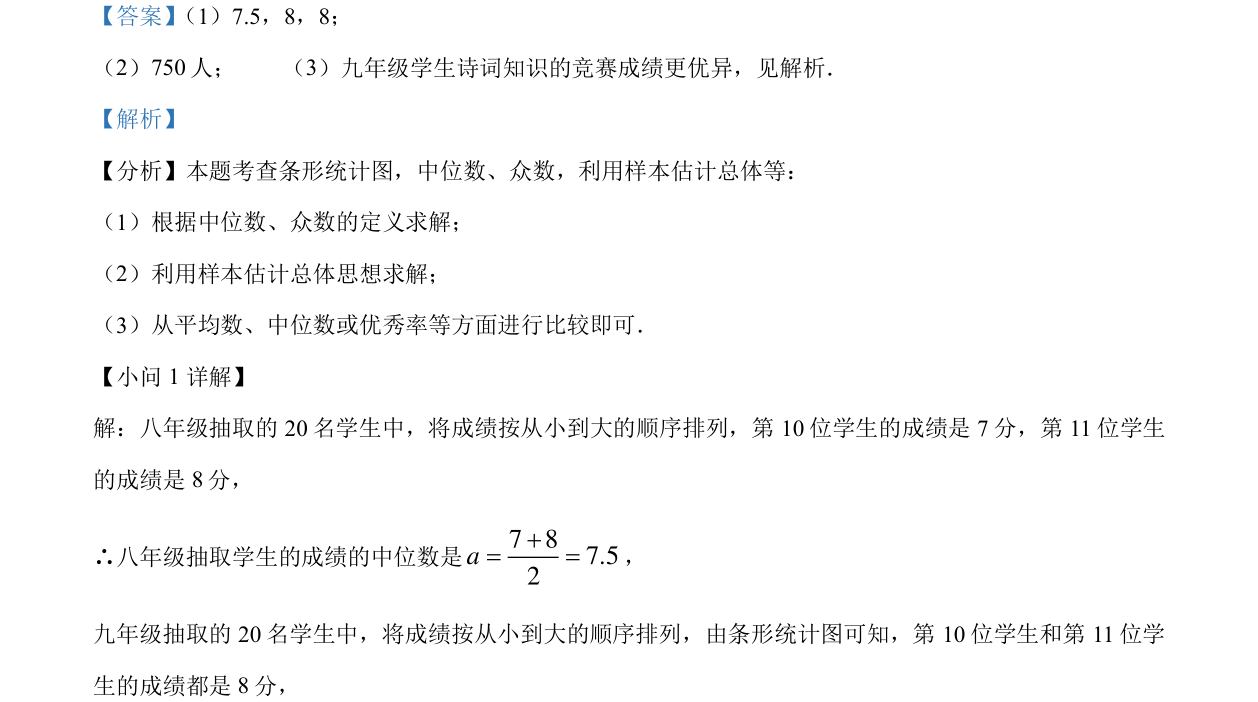 【答案】（1）7.5，8，8；
（2）750 人； （3）九年级学生诗词知识的竞赛成绩更优异，见解析．
【解析】
【分析】本题考查条形统计图，中位数、众数，利用样本估计总体等：
（1）根据中位数、众数的定义求解；
（2）利用样本估计总体思想求解；
（3）从平均数、中位数或优秀率等方面进行比较即可．
【小问 1 详解】
解：八年级抽取的 20 名学生中，将成绩按从小到大的顺序排列，第 10 位学生的成绩是 7 分，第 11 位学生
的成绩是 8 分，
∴八年级抽取学生的成绩的中位数是 a = (7+8)/2 = 7.5，
九年级抽取的 20 名学生中，将成绩按从小到大的顺序排列，由条形统计图可知，第 10 位学生和第 11 位学
生的成绩都是 8 分，